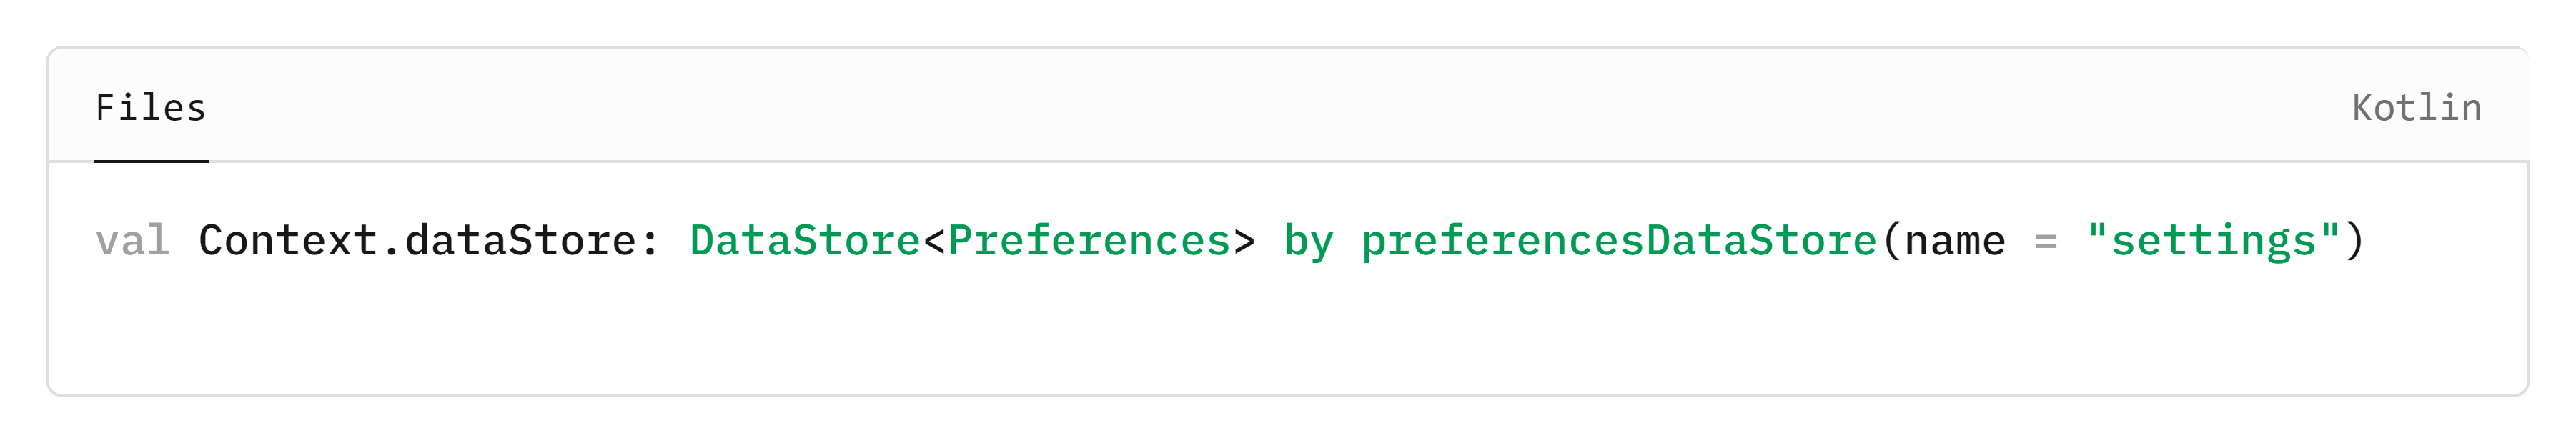 Files
Kotlin
val Context.dataStore: DataStore<Preferences> by preferencesDataStore(name = "settings")